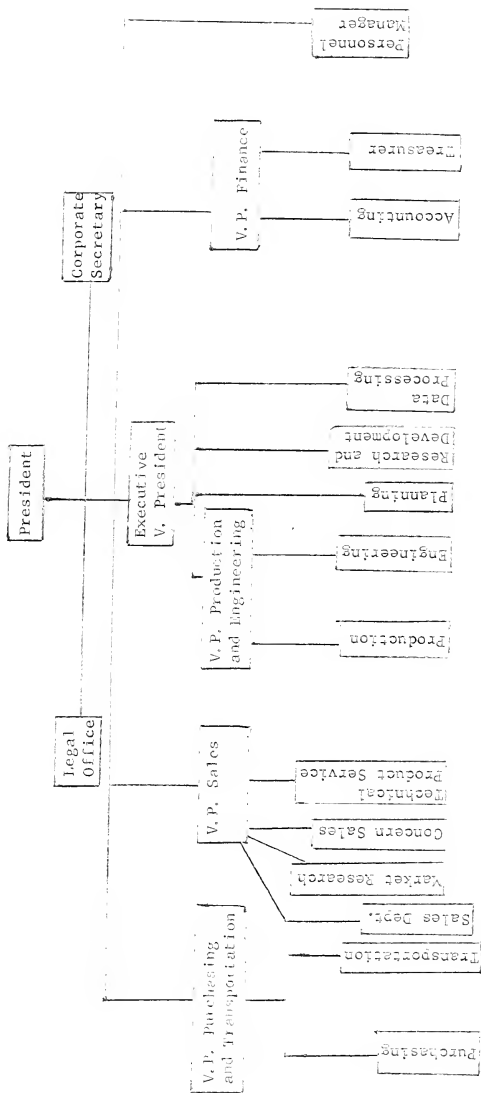 President
Legal
Office
Corporate
Secretary
Executive
V. President
V.P. Purchasing
and Transportation
V.P. Sales
V.P. Production
and Engineering
V.P. Finance
Purchasing
Transportation
Sales Dept.
Market Research
Concern Sales
Technical
Product Service
Production
Engineering
Planning
Research and
Development
Data
Processing
Accounting
Treasurer
Personnel
Manager